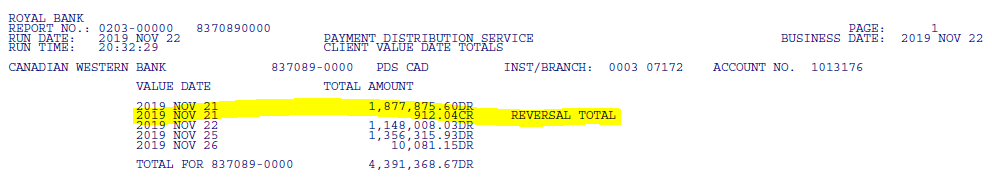 ROYAL BANK
REPORT NO.: 0203-00000 8370890000 PAGE: 1
RUN DATE: 2019 NOV 22 PAYMENT DISTRIBUTION SERVICE BUSINESS DATE: 2019 NOV 22
RUN TIME: 20:32:29 CLIENT VALUE DATE TOTALS
CANADIAN WESTERN BANK 837089-0000 PDS CAD INST/BRANCH: 0003 07172 ACCOUNT NO. 1013176
VALUE DATE TOTAL AMOUNT
2019 NOV 21 1,877,875.60DR
2019 NOV 21 912.04CR REVERSAL TOTAL
2019 NOV 22 1,148,008.03DR
2019 NOV 25 1,356,315.93DR
2019 NOV 26 10,081.15DR
TOTAL FOR 837089-0000 4,391,368.67DR